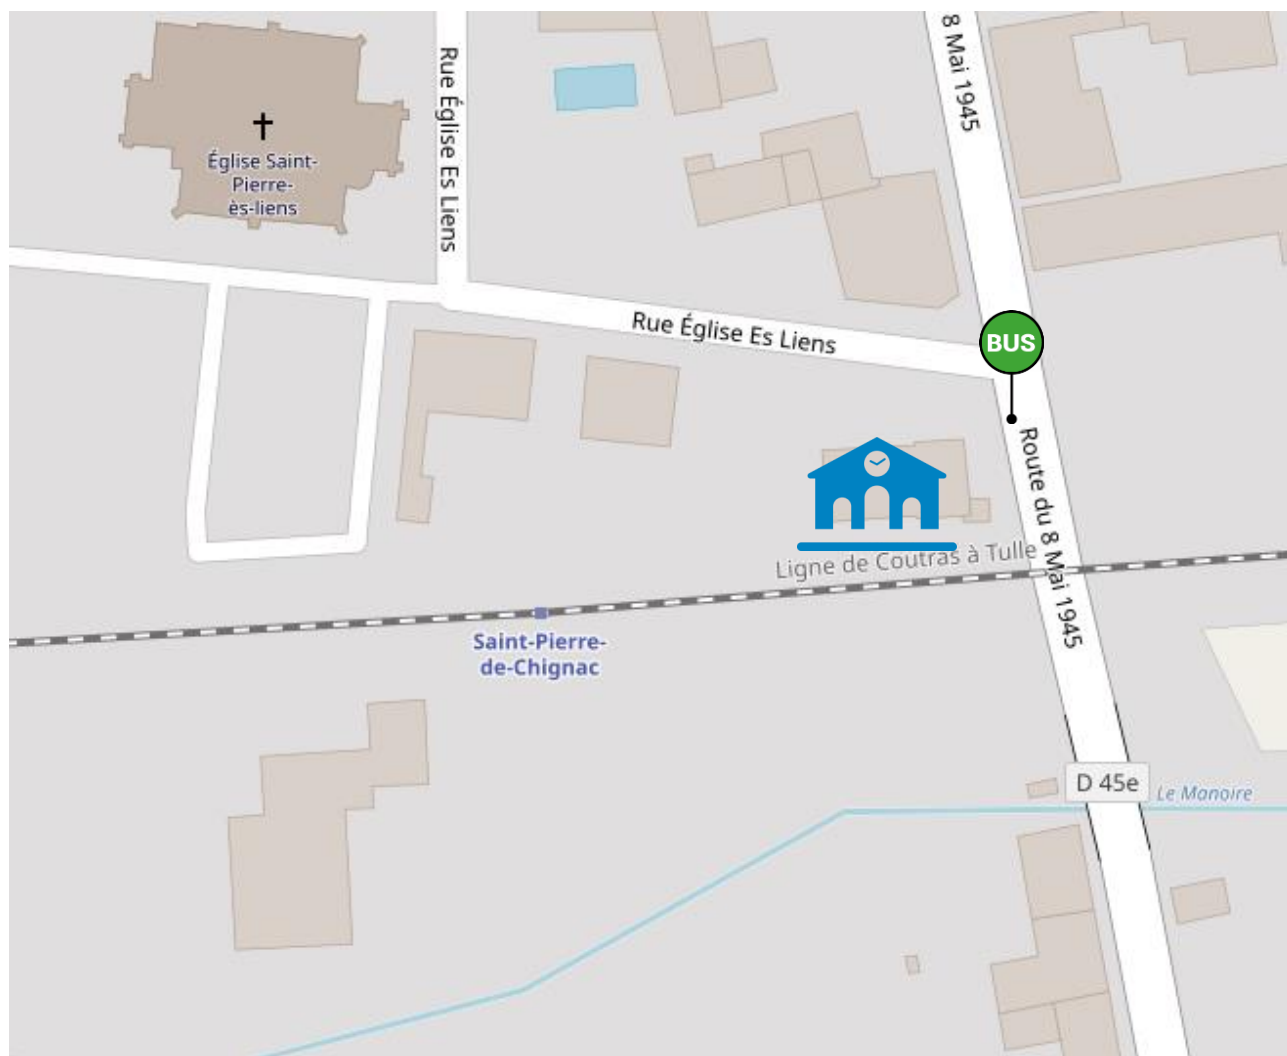 8 Mai 1945
Rue Église Es Liens
Église Saint-
Pierre-
ès-liens
Rue Église Es Liens
BUS
Route du 8 Mai 1945
Ligne de Coutras à Tulle
Saint-Pierre-
de-Chignac
D 45e
Le Manoire